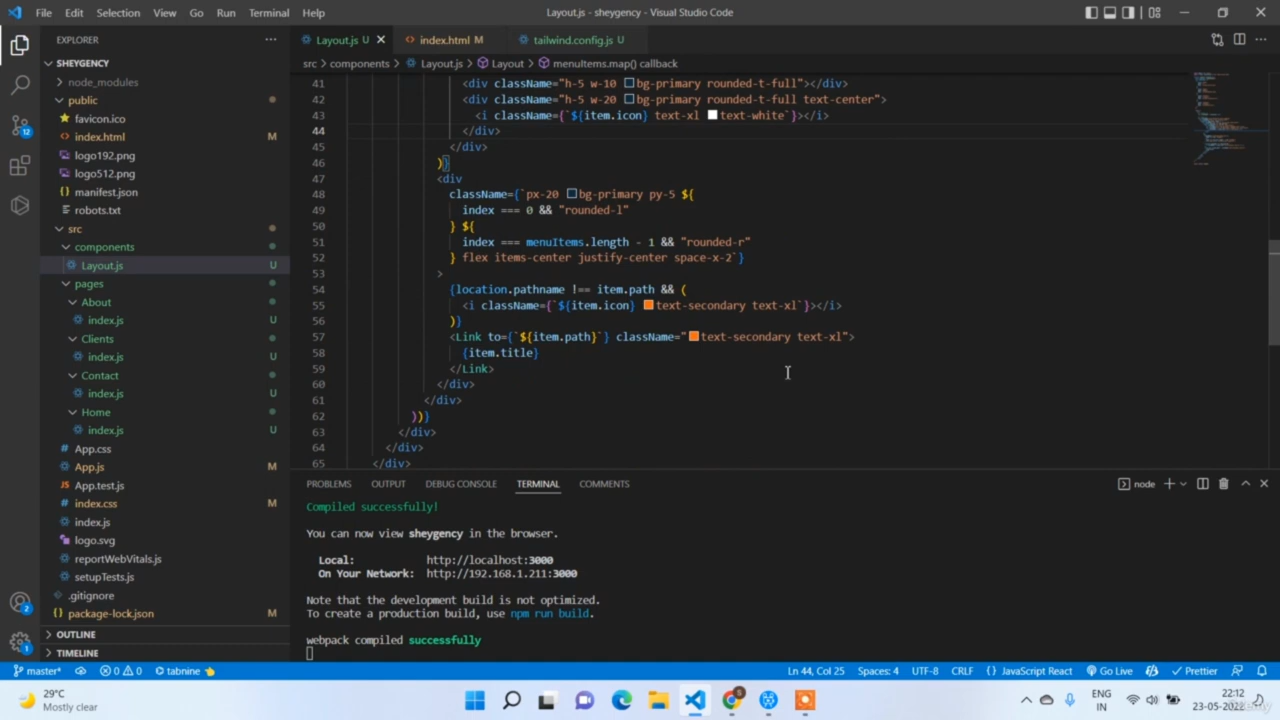 File Edit Selection View Go Run Terminal Help
Layout.js - sheygency - Visual Studio Code
EXPLORER
SHEYGENCY
node_modules
public
favicon.ico
index.html M
logo192.png
logo512.png
manifest.json
robots.txt
src
components
Layout.js U
pages
About
index.js U
Clients
index.js U
Contact
index.js U
Home
index.js U
App.css
App.js M
App.test.js
index.css M
index.js
logo.svg
reportWebVitals.js
setupTests.js
.gitignore
package-lock.json M
OUTLINE
TIMELINE
Layout.js U index.html M tailwind.config.js U
src > components > Layout.js > Layout > menuItems.map() callback
41 <div className="h-5 w-10 bg-primary rounded-t-full"></div>
42 <div className="h-5 w-20 bg-primary rounded-t-full text-center">
43 <i className={`${item.icon} text-xl text-white`}></i>
44 </div>
45 </div>
46 )}
47 <div
48 className={`px-20 bg-primary py-5 ${
49 index === 0 && "rounded-l"
50 } ${
51 index === menuItems.length - 1 && "rounded-r"
52 } flex items-center justify-center space-x-2`}
53 >
54 {location.pathname !== item.path && (
55 <i className={`${item.icon} text-secondary text-xl`}></i>
56 )}
57 <Link to={`${item.path}`} className="text-secondary text-xl">
58 {item.title}
59 </Link>
60 </div>
61 </div>
62 ))}
63 </div>
64 </div>
65 </div>
PROBLEMS OUTPUT DEBUG CONSOLE TERMINAL COMMENTS
node
Compiled successfully!
You can now view sheygency in the browser.
Local: http://localhost:3000
On Your Network: http://192.168.1.211:3000
Note that the development build is not optimized.
To create a production build, use npm run build.
webpack compiled successfully
master* 0 0 tabnine Ln 44, Col 25 Spaces: 4 UTF-8 CRLF {} JavaScript React Go Live Prettier
29°C
Mostly clear
ENG
IN
22:12
23-05-2022